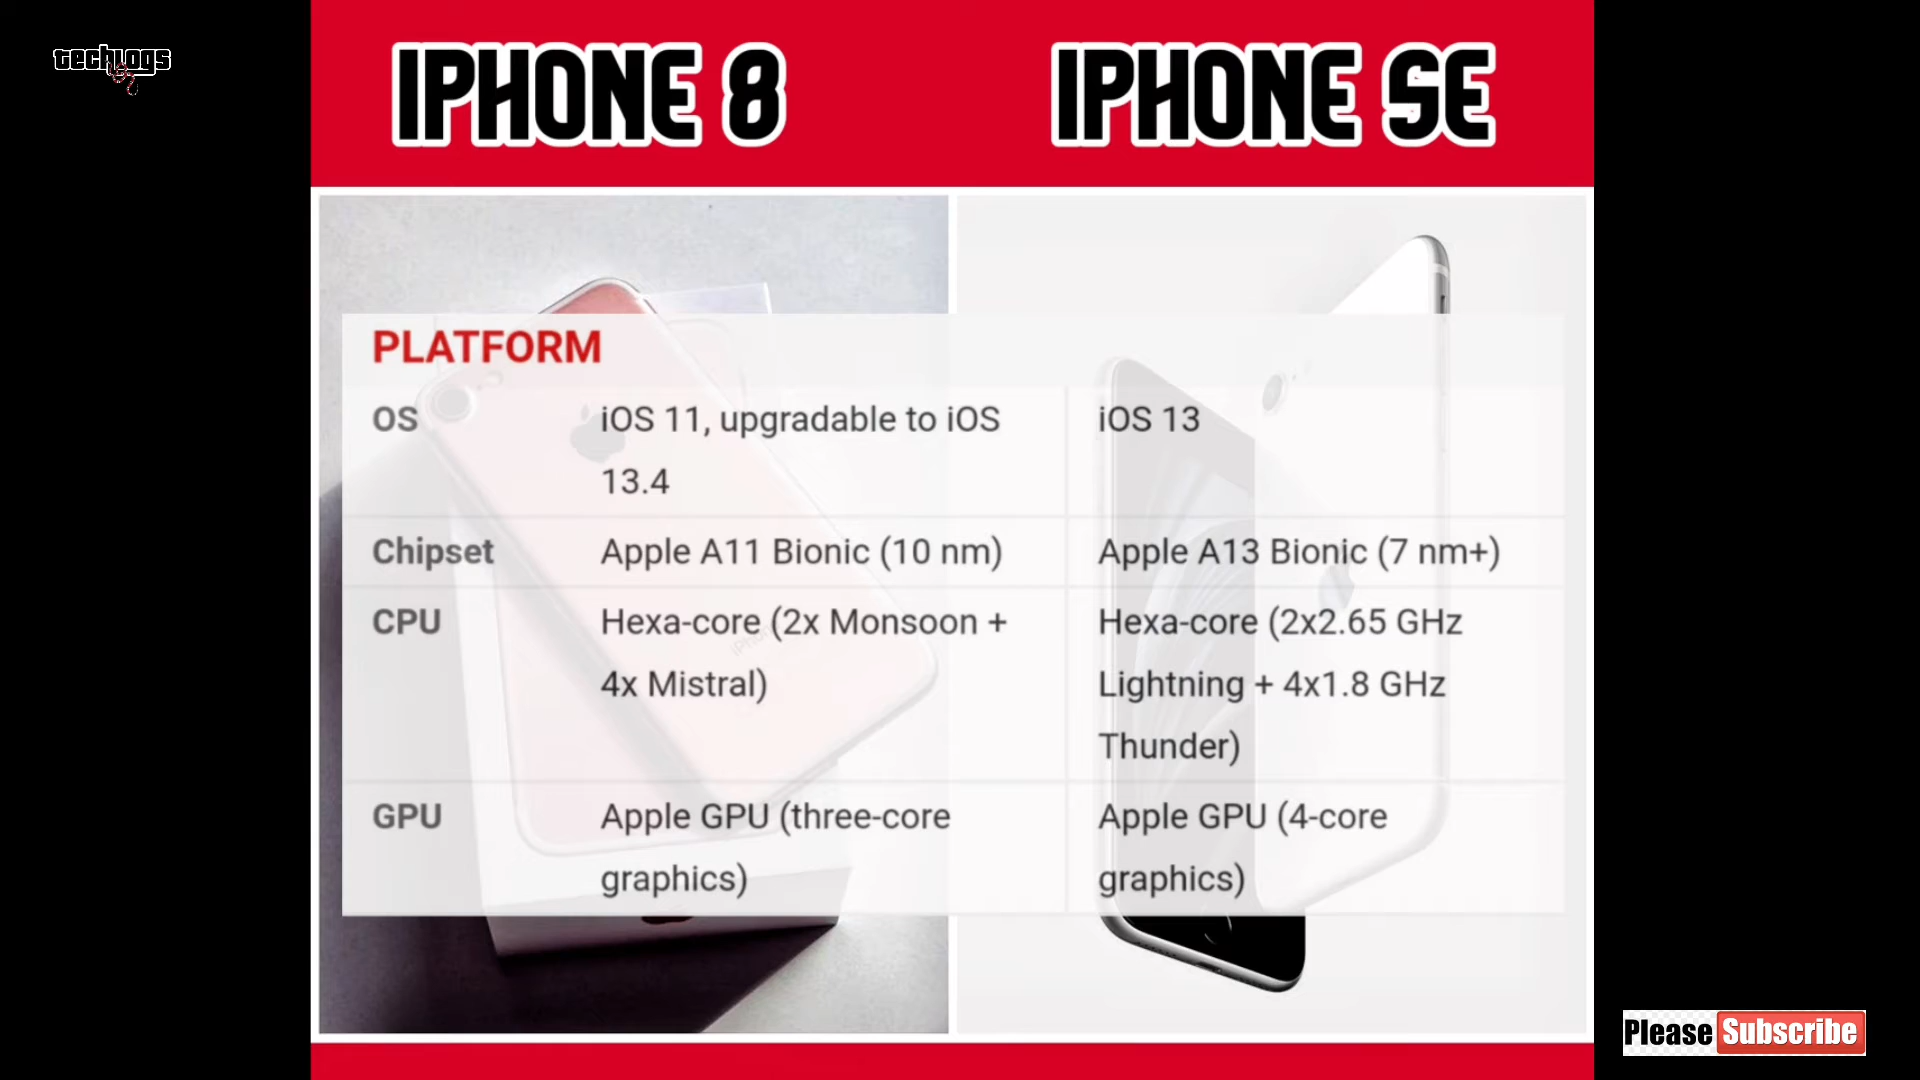 techlogs
IPHONE 8
IPHONE SE
PLATFORM
OS
iOS 11, upgradable to iOS
13.4
iOS 13
Chipset
Apple A11 Bionic (10 nm)
Apple A13 Bionic (7 nm+)
CPU
Hexa-core (2x Monsoon +
4x Mistral)
Hexa-core (2x2.65 GHz
Lightning + 4x1.8 GHz
Thunder)
GPU
Apple GPU (three-core
graphics)
Apple GPU (4-core
graphics)
iPhone
Please Subscribe